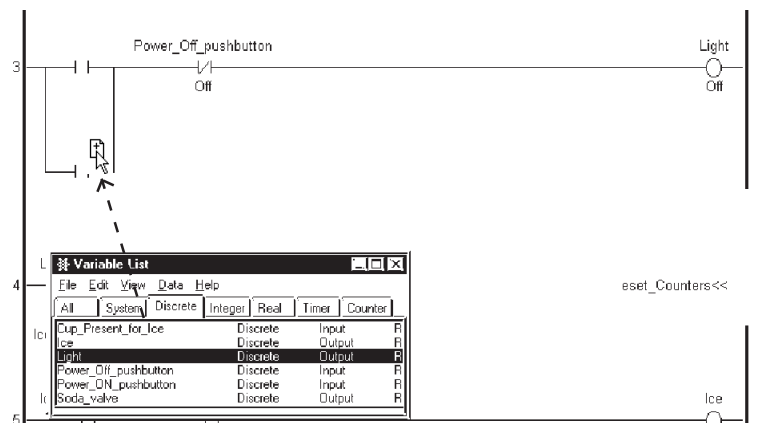 Power_Off_pushbutton
Light
3
Off
Off
Variable List
4
File Edit View Data Help
eset_Counters<<
All System Discrete Integer Real Timer Counter
Cup_Present_for_Ice Discrete Input R
Ice Discrete Output R
Light Discrete Output R
Power_Off_pushbutton Discrete Input R
Power_ON_pushbutton Discrete Input R
Soda_valve Discrete Output R
Ice
5